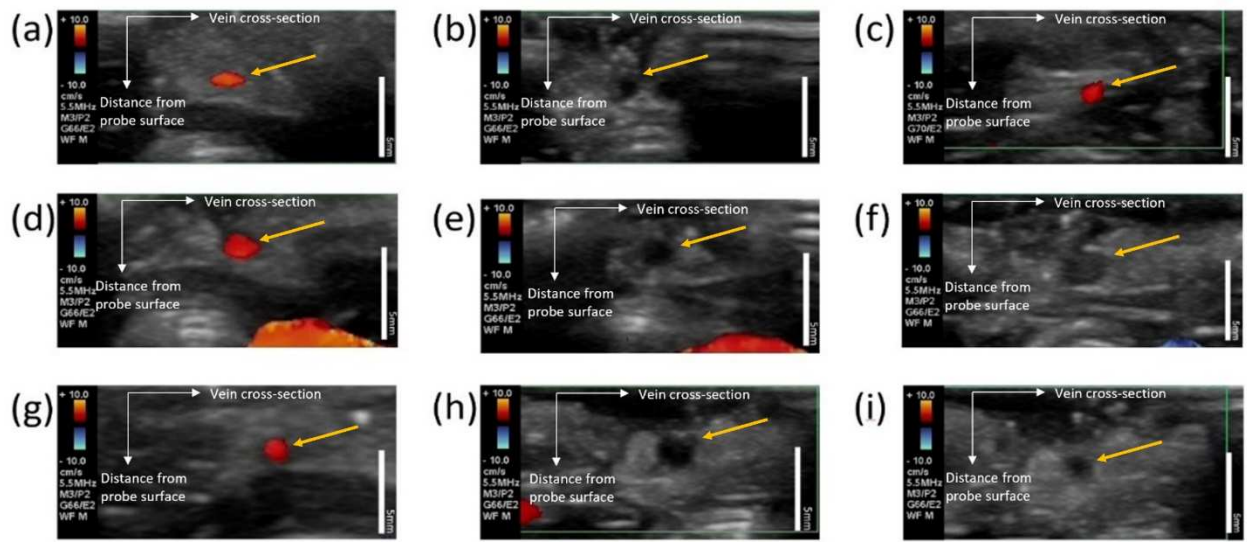 (a)
+ 10.0
- 10.0
cm/s
5.5MHz
M3/P2
G66/E2
WF M
Vein cross-section
Distance from
probe surface
5mm
(b)
+ 10.0
- 10.0
cm/s
5.5MHz
M3/P2
G66/E2
WF M
Vein cross-section
Distance from
probe surface
5mm
(c)
+ 10.0
- 10.0
cm/s
5.5MHz
M3/P2
G70/E2
WF M
Vein cross-section
Distance from
probe surface
5mm
(d)
+ 10.0
- 10.0
cm/s
5.5MHz
M3/P2
G66/E2
WF M
Vein cross-section
Distance from
probe surface
5mm
(e)
+ 10.0
- 10.0
cm/s
5.5MHz
M3/P2
G66/E2
WF M
Vein cross-section
Distance from
probe surface
5mm
(f)
+ 10.0
- 10.0
cm/s
5.5MHz
M3/P2
G66/E2
WF M
Vein cross-section
Distance from
probe surface
5mm
(g)
+ 10.0
- 10.0
cm/s
5.5MHz
M3/P2
G66/E2
WF M
Vein cross-section
Distance from
probe surface
5mm
(h)
+ 10.0
- 10.0
cm/s
5.5MHz
M3/P2
G66/E2
WF M
Vein cross-section
Distance from
probe surface
5mm
(i)
+ 10.0
- 10.0
cm/s
5.5MHz
M3/P2
G66/E2
WF M
Vein cross-section
Distance from
probe surface
5mm